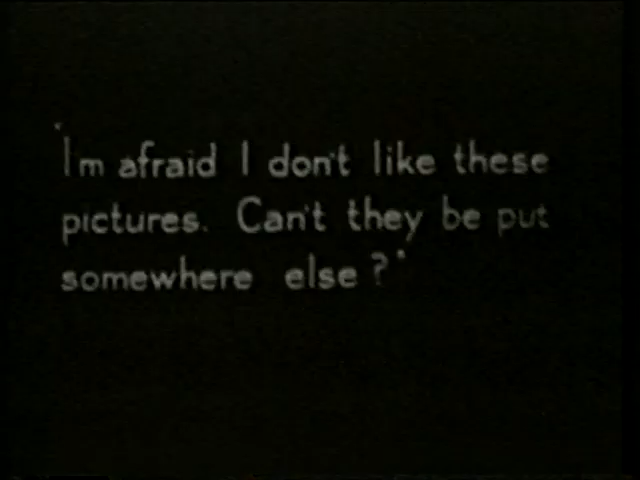 "I'm afraid I don't like these
pictures. Can't they be put
somewhere else?"